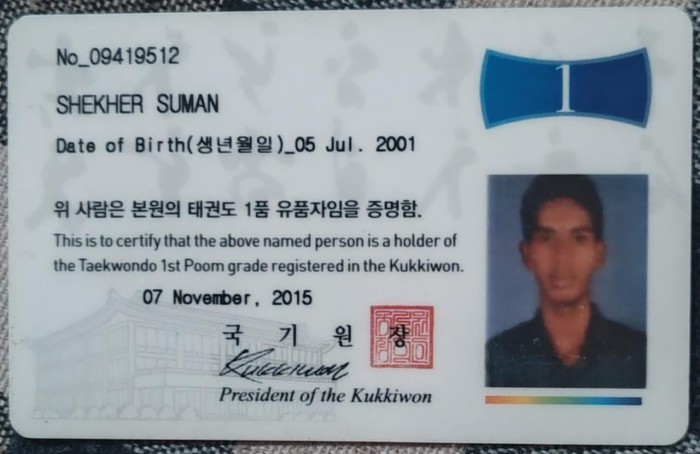 No_09419512
1
SHEKHER SUMAN
Date of Birth(생년월일)_05 Jul. 2001
위 사람은 본원의 태권도 1품 유품자임을 증명함.
This is to certify that the above named person is a holder of
the Taekwondo 1st Poom grade registered in the Kukkiwon.
07 November, 2015
국 기 원 장
Kukkiwon
President of the Kukkiwon